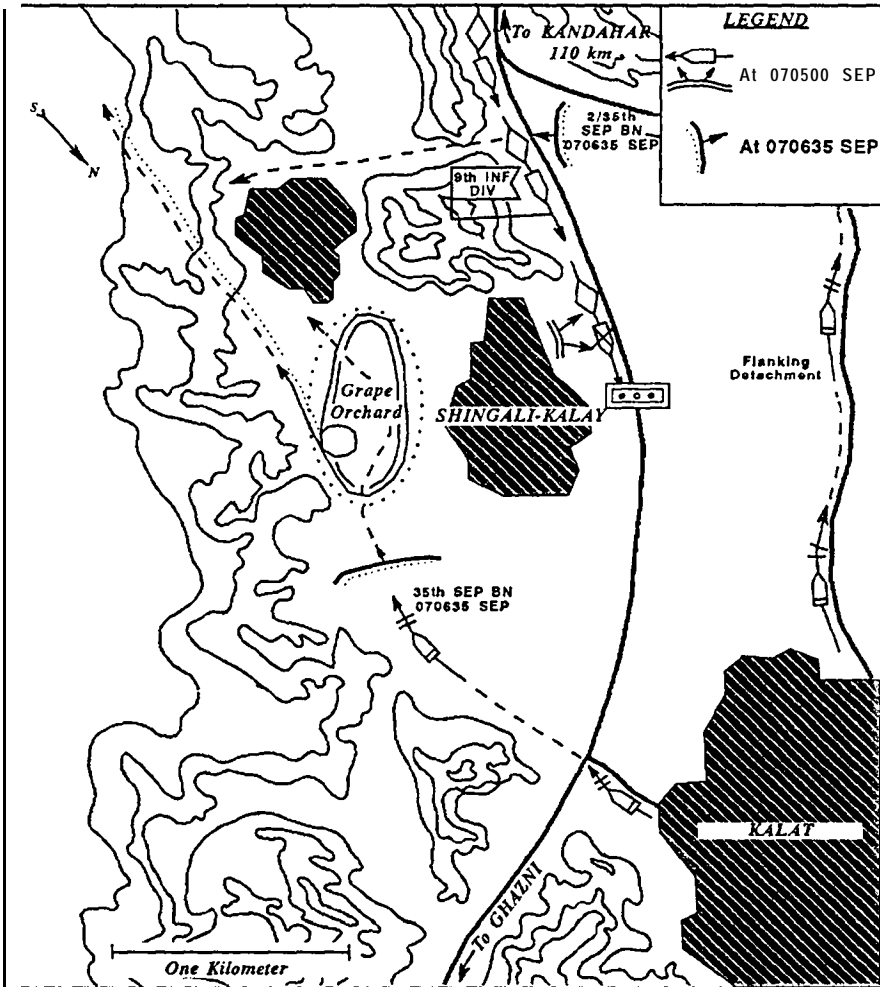 LEGEND
At 070500 SEP
At 070635 SEP
To KANDAHAR
110 km
S
N
2/35th
SEP BN
070635 SEP
9th INF
DIV
Flanking
Detachment
Grape
Orchard
SHINGALI-KALAY
35th SEP BN
070635 SEP
KALAT
To GHAZNI
One Kilometer